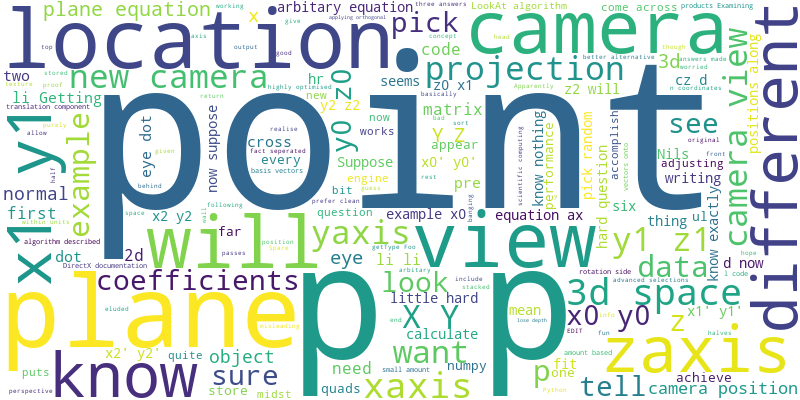 location
camera
different
point
plane equation
arbitary equation
working
give
x
applying orthogonal
three answers
LookAt algorithm
come across
products Examining
pick
head
though
axis
output
good
code
top
projection
3d
answers made
worried
new camera
stored
proof
translation component
seems
z0 x1
basically
better alternative
n coordinates
two
li Getting
hr
new
matrix
Apparently
z2 will
cz d
texture
highly optimised
return
y2 z2
bad
sort
performance
positions along
camera view
purely
cross
now
appear
Y Z
see
example
eye dot
now suppose
y0 z0
works
x0' y0'
know nothing
pick random
accomplish
allow
realise
basis vectors
every
Suppose
pre
Nils
original
x1 y1
normal
fact seperated
prefer clean
bit
engine
guess
rest
scientific computing
adjusting
writing
front
half
given
behind
question
example x0
equation ax
hard question
thing
ul
know exactly
first
space
x2 y2
following
within units
wall
will
yaxis
view
six
y1 z1
data
d now
algorithm described
far
li li
dot
2d
eye
getType Foo
vectors onto
hope
DirectX documentation
position
Spare
passes
look
arbitary
rotation side
l code
coefficients
little hard
3d space
plane
p p
mean
include
stacked
x0 y0
z
x1' y1'
eluded
misleading
X Y
calculate
end
EDIT
info
fun
halves
x2' y2'
quite
object
want
numpy
amount based
know
puts
store
need
small amount
Python
lose depth
zaxis
tell
camera position
perspective
sure
midst
quads
xaxis
p
fit
one
concept
achieve